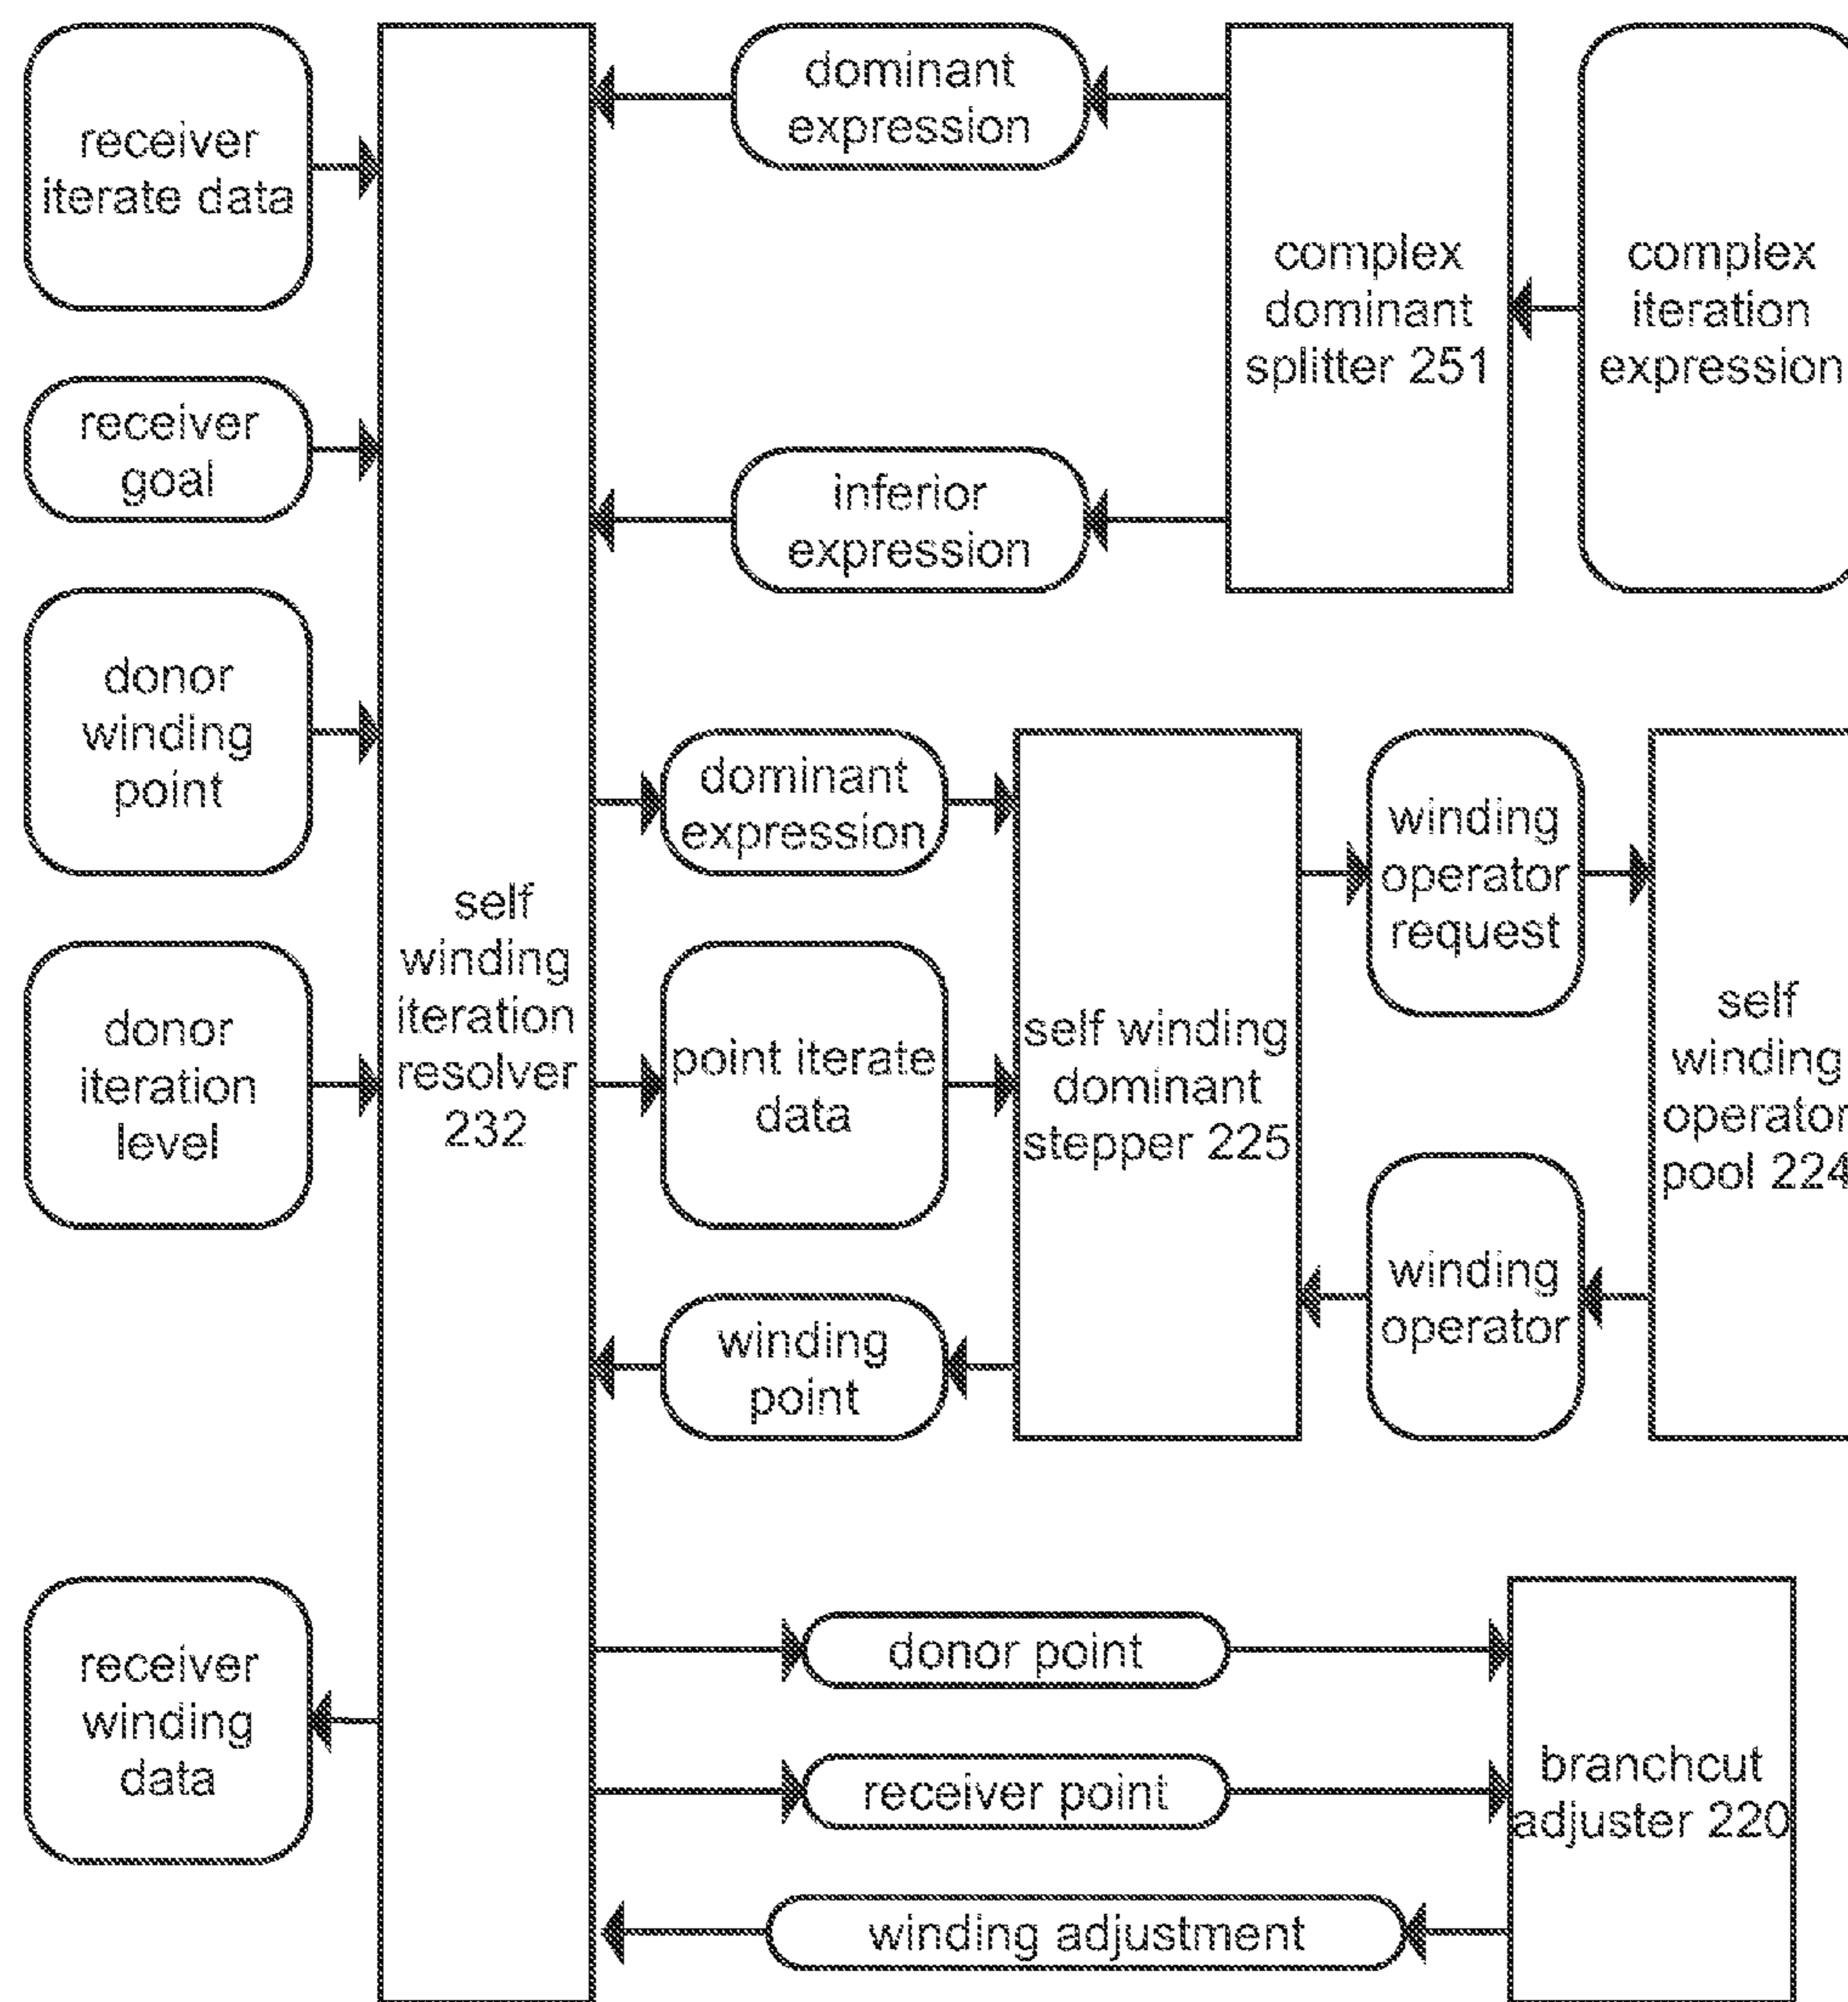 receiver
iterate data
receiver
goal
donor
winding
point
donor
iteration
level
receiver
winding
data
self
winding
iteration
resolver
232
dominant
expression
inferior
expression
complex
dominant
splitter 251
complex
iteration
expression
dominant
expression
point iterate
data
winding
point
self winding
dominant
stepper 225
winding
operator
request
winding
operator
self
winding
operator
pool 224
donor point
receiver point
winding adjustment
branchcut
adjuster 220